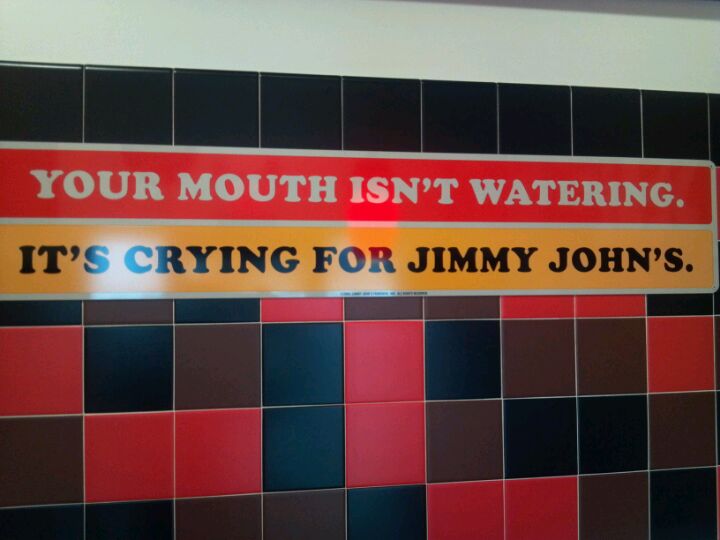 YOUR MOUTH ISN'T WATERING.
IT'S CRYING FOR JIMMY JOHN'S.